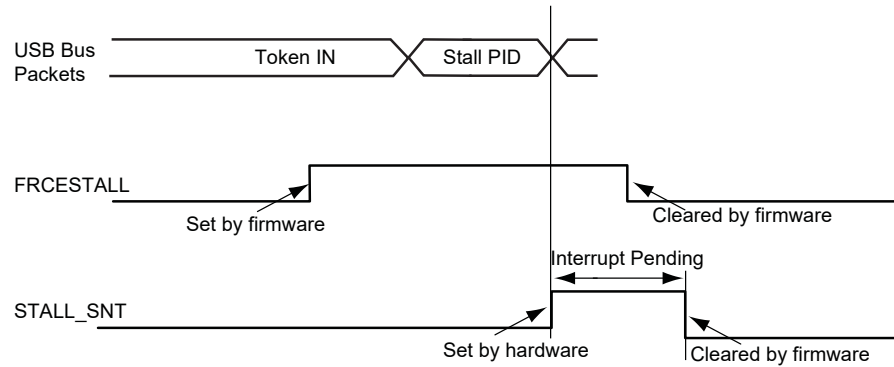 USB Bus
Packets
Token IN
Stall PID
FRCESTALL
Set by firmware
Cleared by firmware
Interrupt Pending
STALL_SNT
Set by hardware
Cleared by firmware